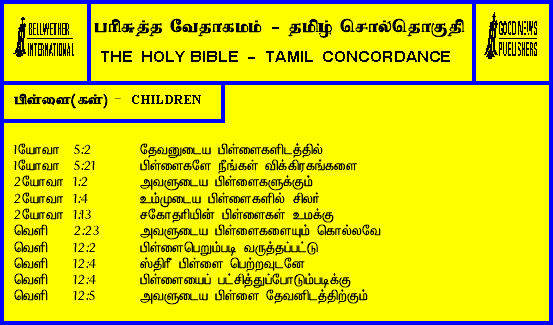 BELLWETHER
INTERNATIONAL
பரிசுத்த வேதாகமம் - தமிழ் சொல்தொகுதி
THE HOLY BIBLE - TAMIL CONCORDANCE
GOOD NEWS
PUBLISHERS
பிள்ளை(கள்) - CHILDREN
1யோவா 5:2 தேவனுடைய பிள்ளைகளிடத்தில்
1யோவா 5:21 பிள்ளைகளே நீங்கள் விக்கிரகங்களை
2யோவா 1:2 அவளுடைய பிள்ளைகளுக்கும்
2யோவா 1:4 உம்முடைய பிள்ளைகளில் சிலர்
2யோவா 1:13 சகோதரியின் பிள்ளைகள் உமக்கு
வெளி 2:23 அவளுடைய பிள்ளைகளையும் கொல்லவே
வெளி 12:2 பிள்ளைபெறும்படி வருத்தப்பட்டு
வெளி 12:4 ஸ்திரீ பிள்ளை பெற்றவுடனே
வெளி 12:4 பிள்ளையைப் பட்சித்துப்போடும்படிக்கு
வெளி 12:5 அவளுடைய பிள்ளை தேவனிடத்திற்கும்